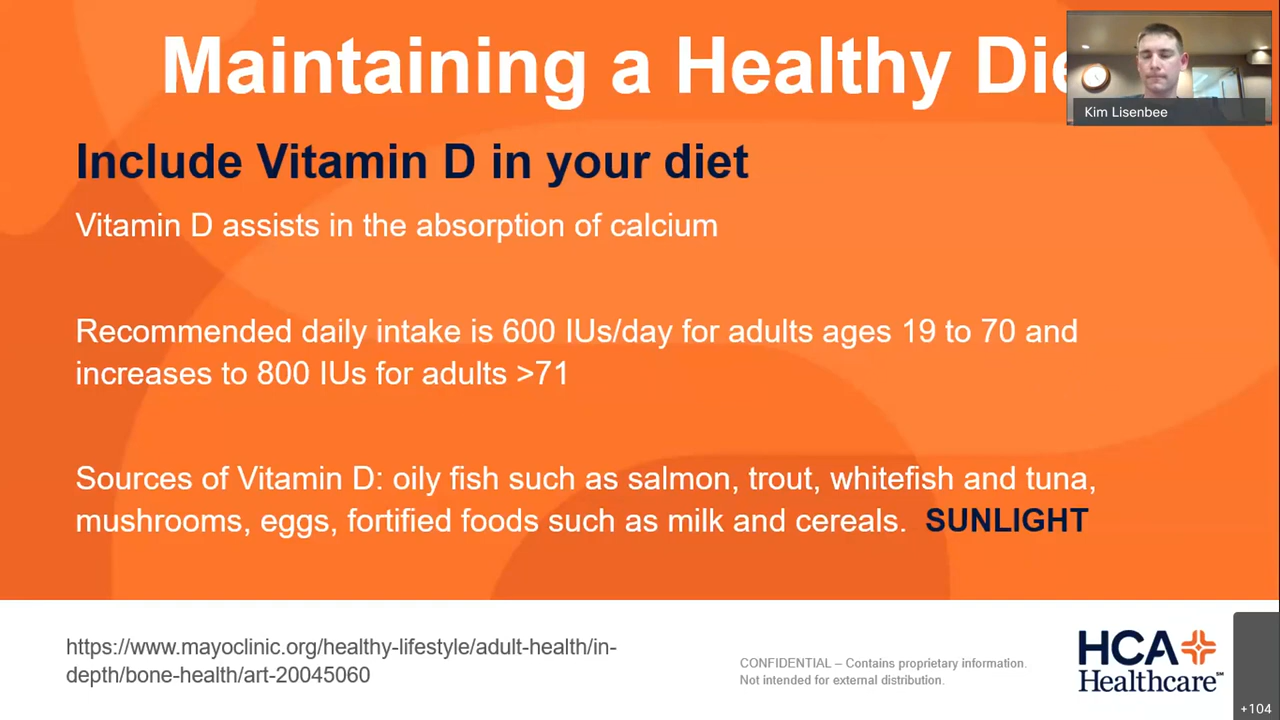 Maintaining a Healthy Die
Kim Lisenbee
Include Vitamin D in your diet
Vitamin D assists in the absorption of calcium
Recommended daily intake is 600 IUs/day for adults ages 19 to 70 and
increases to 800 IUs for adults >71
Sources of Vitamin D: oily fish such as salmon, trout, whitefish and tuna,
mushrooms, eggs, fortified foods such as milk and cereals. SUNLIGHT
https://www.mayoclinic.org/healthy-lifestyle/adult-health/in-
depth/bone-health/art-20045060
CONFIDENTIAL – Contains proprietary information.
Not intended for external distribution.
HCA
Healthcare℠
+104